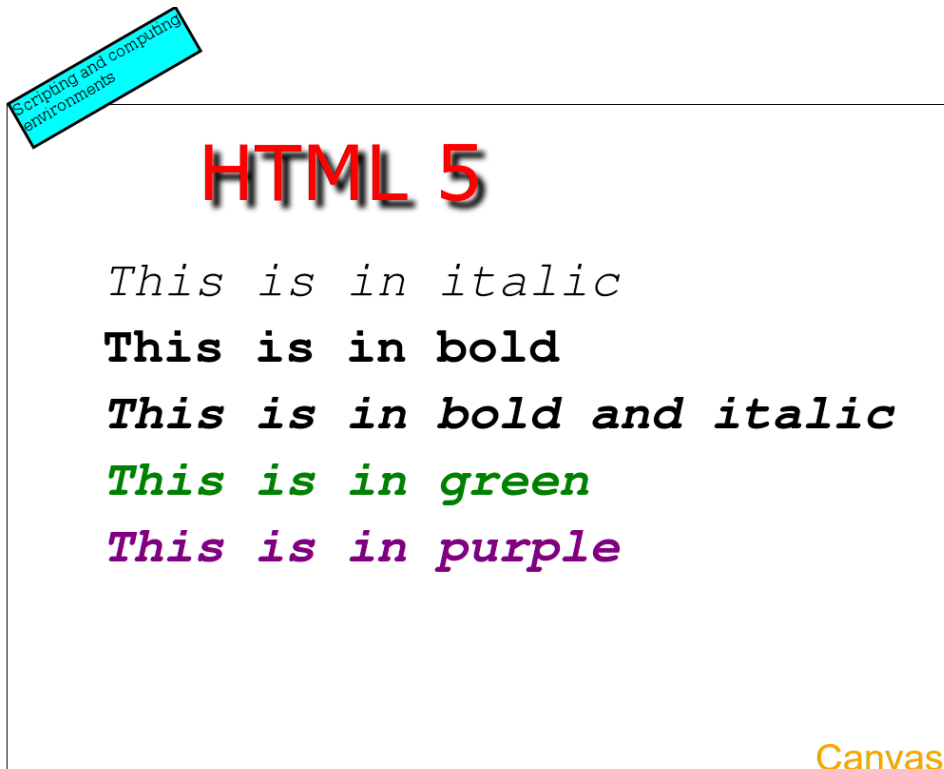 Scripting and computing
environments
HTML 5
This is in italic
This is in bold
This is in bold and italic
This is in green
This is in purple
Canvas